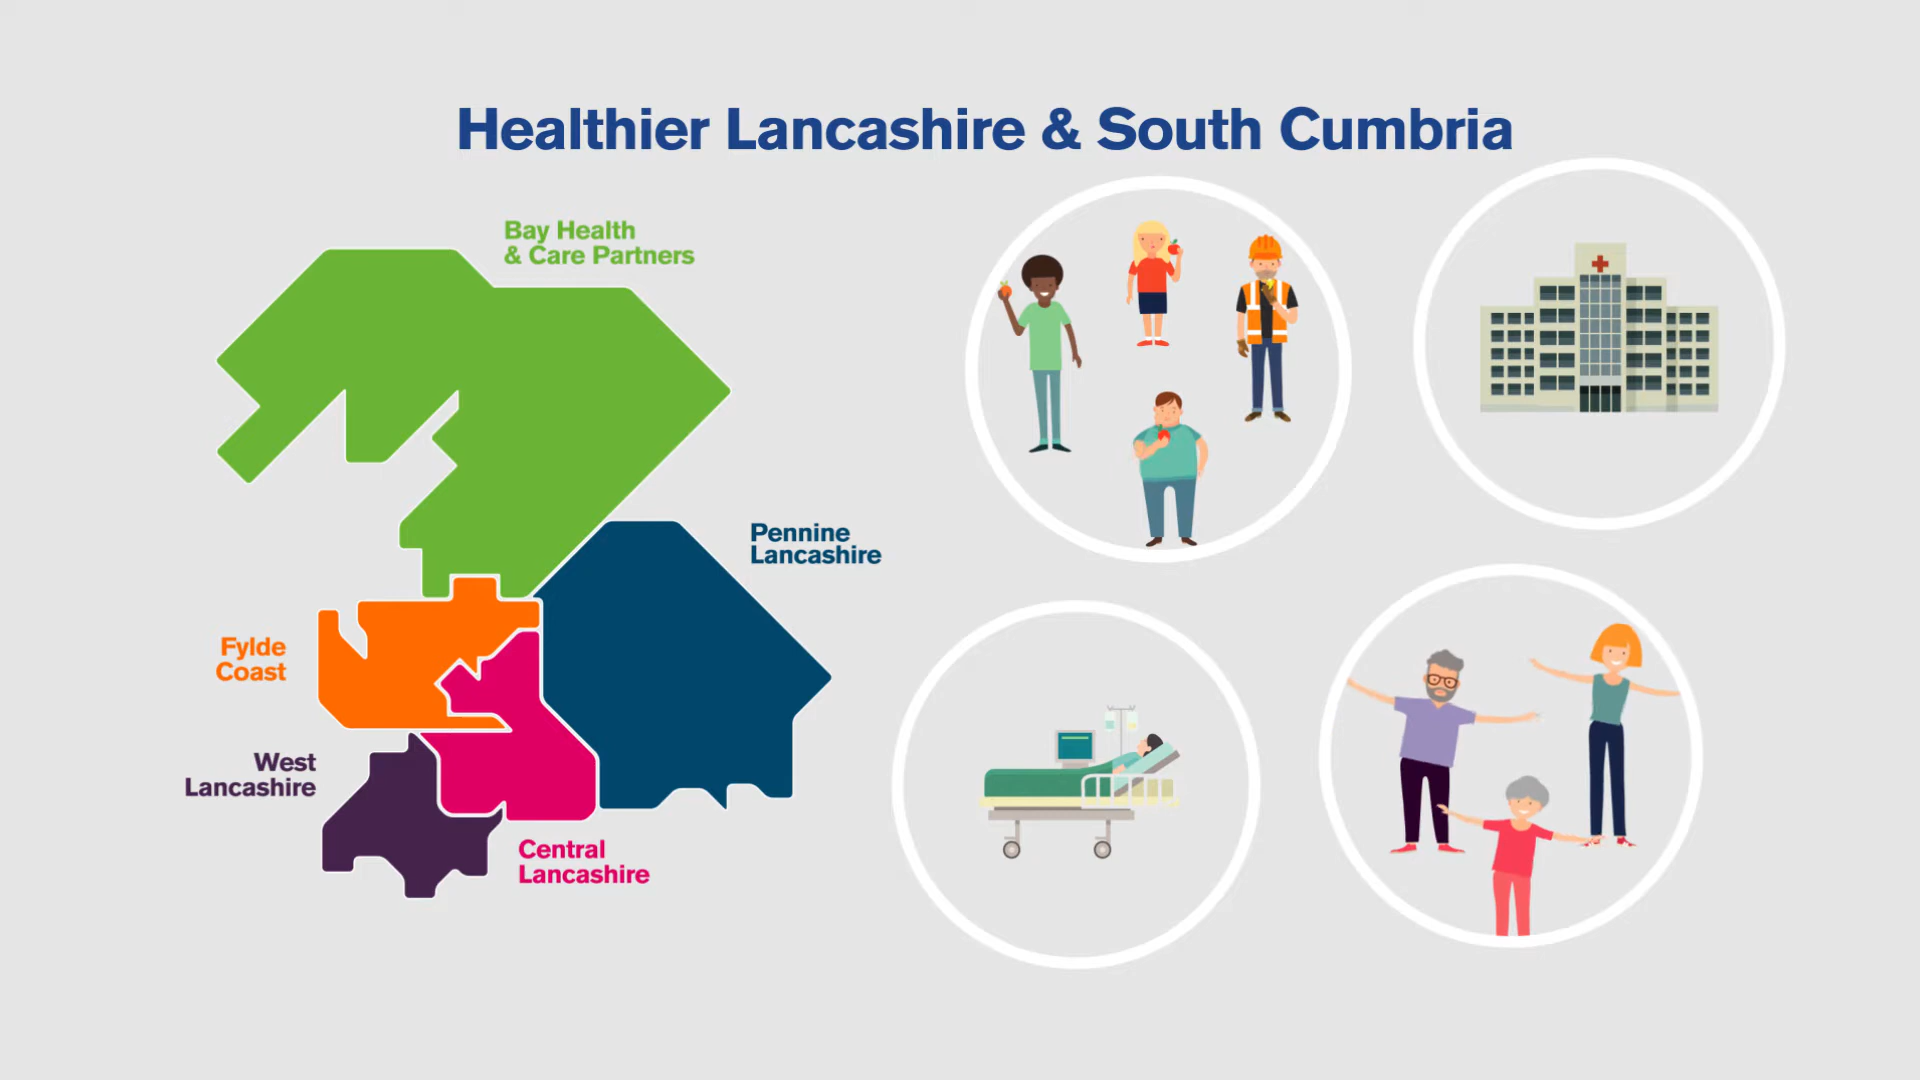 Healthier Lancashire & South Cumbria
Bay Health
& Care Partners
Pennine
Lancashire
Fylde
Coast
West
Lancashire
Central
Lancashire